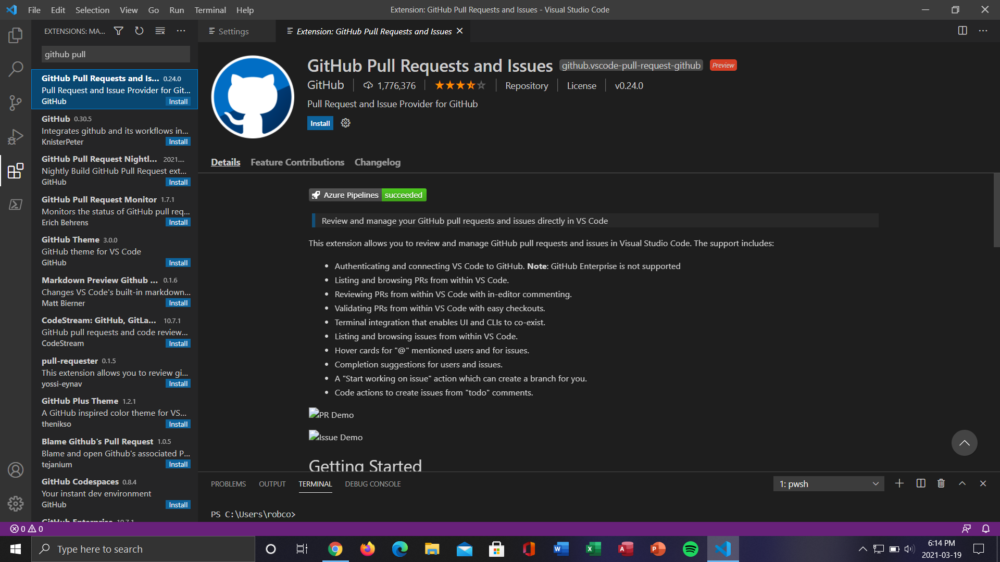 File Edit Selection View Go Run Terminal Help
Extension: GitHub Pull Requests and Issues - Visual Studio Code
EXTENSIONS: MA...
github pull
GitHub Pull Requests and Is... 0.24.0
Pull Request and Issue Provider for Git...
GitHub Install
GitHub 0.30.5
Integrates github and its workflows in...
KnisterPeter Install
GitHub Pull Request Nightl... 2021....
Nightly Build GitHub Pull Request ext...
GitHub Install
GitHub Pull Request Monitor 1.7.1
Monitors the status of GitHub pull req...
Erich Behrens Install
GitHub Theme 3.0.0
GitHub theme for VS Code
GitHub Install
Markdown Preview Github ... 0.1.6
Changes VS Code's built-in markdown...
Matt Bierner Install
CodeStream: GitHub, GitLa... 10.7.1
GitHub pull requests and code review...
CodeStream Install
pull-requester 0.1.5
This extension allows you to review gi...
yossi-eynav Install
GitHub Plus Theme 1.2.1
A GitHub inspired color theme for VS...
thenikso Install
Blame Github's Pull Request 1.0.5
Blame and open Github's associated P...
tejanium Install
GitHub Codespaces 0.8.4
Your instant dev environment
GitHub Install
GitHub Enterprise 10.7.1
Settings
Extension: GitHub Pull Requests and Issues
GitHub Pull Requests and Issues github.vscode-pull-request-github Preview
GitHub 1,776,376 Repository License v0.24.0
Pull Request and Issue Provider for GitHub
Install
Details Feature Contributions Changelog
Azure Pipelines succeeded
Review and manage your GitHub pull requests and issues directly in VS Code
This extension allows you to review and manage GitHub pull requests and issues in Visual Studio Code. The support includes:
• Authenticating and connecting VS Code to GitHub. Note: GitHub Enterprise is not supported
• Listing and browsing PRs from within VS Code.
• Reviewing PRs from within VS Code with in-editor commenting.
• Validating PRs from within VS Code with easy checkouts.
• Terminal integration that enables UI and CLIs to co-exist.
• Listing and browsing issues from within VS Code.
• Hover cards for "@" mentioned users and for issues.
• Completion suggestions for users and issues.
• A "Start working on issue" action which can create a branch for you.
• Code actions to create issues from "todo" comments.
PR Demo
Issue Demo
Getting Started
PROBLEMS OUTPUT TERMINAL DEBUG CONSOLE
1: pwsh
PS C:\Users\robco>
0 0
Type here to search
6:14 PM
2021-03-19